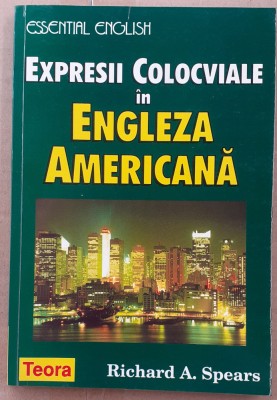 ESSENTIAL ENGLISH
EXPRESII COLOCVIALE
în
ENGLEZA
AMERICANĂ
Teora
Richard A. Spears